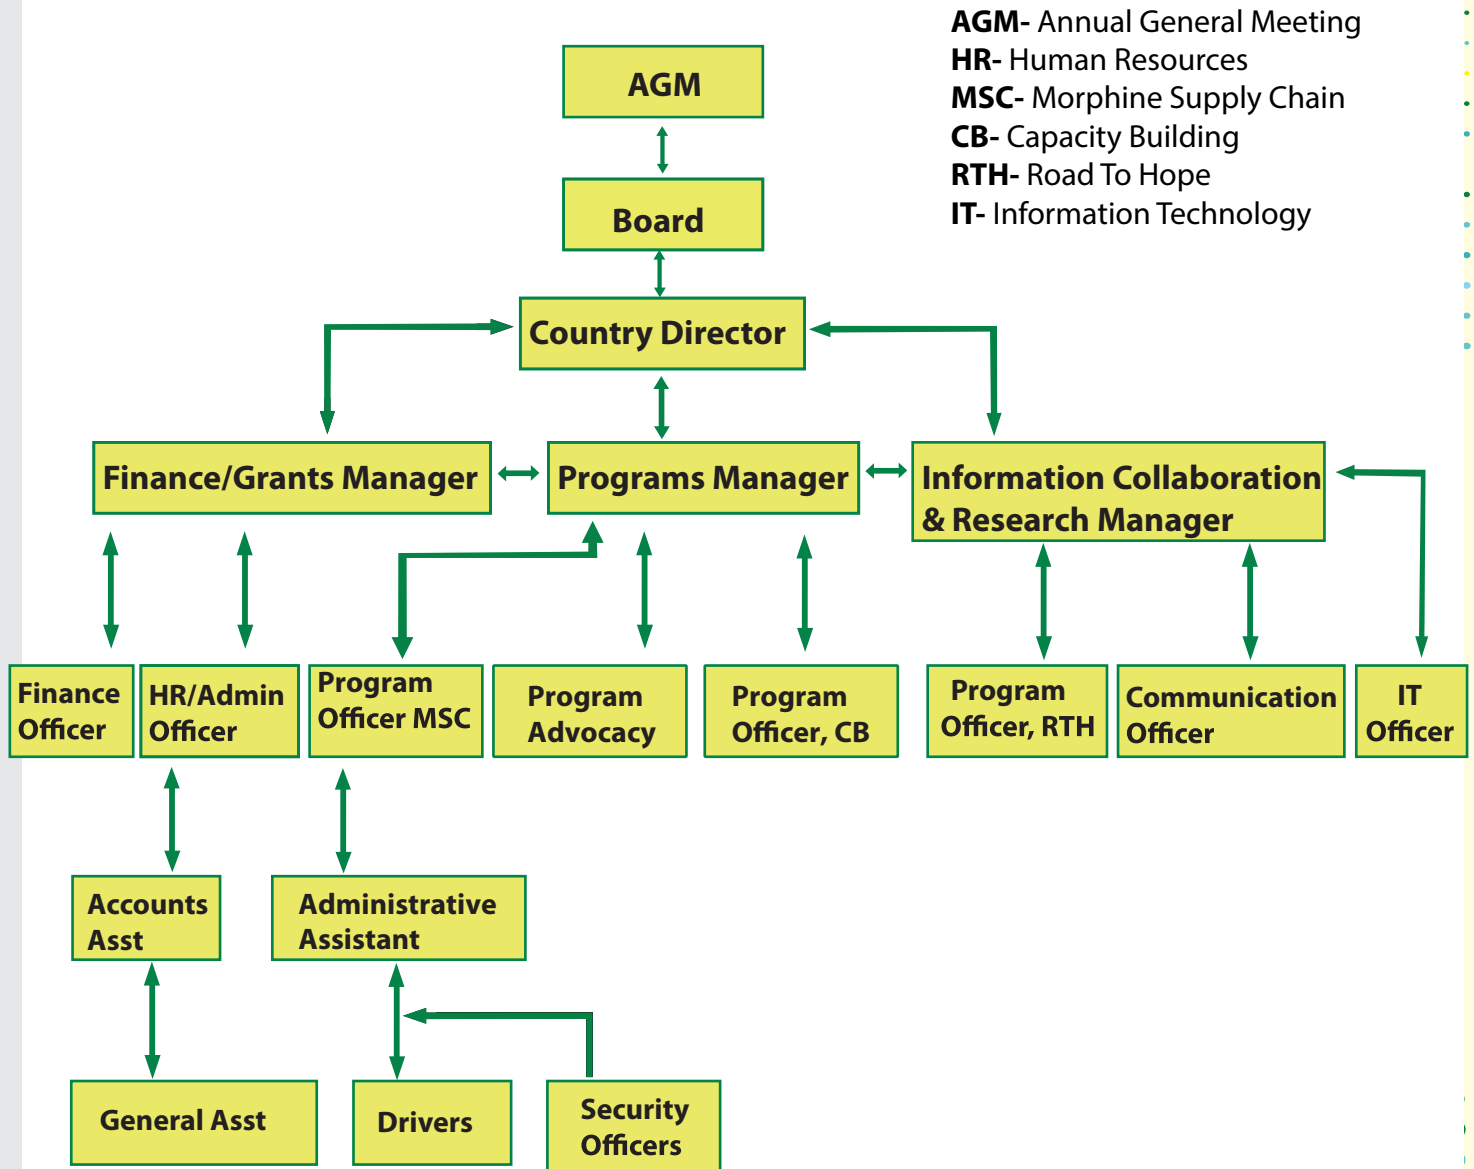 AGM- Annual General Meeting
HR- Human Resources
MSC- Morphine Supply Chain
CB- Capacity Building
RTH- Road To Hope
IT- Information Technology
AGM
Board
Country Director
Finance/Grants Manager
Programs Manager
Information Collaboration
& Research Manager
Finance
Officer
HR/Admin
Officer
Program
Officer MSC
Program
Advocacy
Program
Officer, CB
Program
Officer, RTH
Communication
Officer
IT
Officer
Accounts
Asst
Administrative
Assistant
General Asst
Drivers
Security
Officers